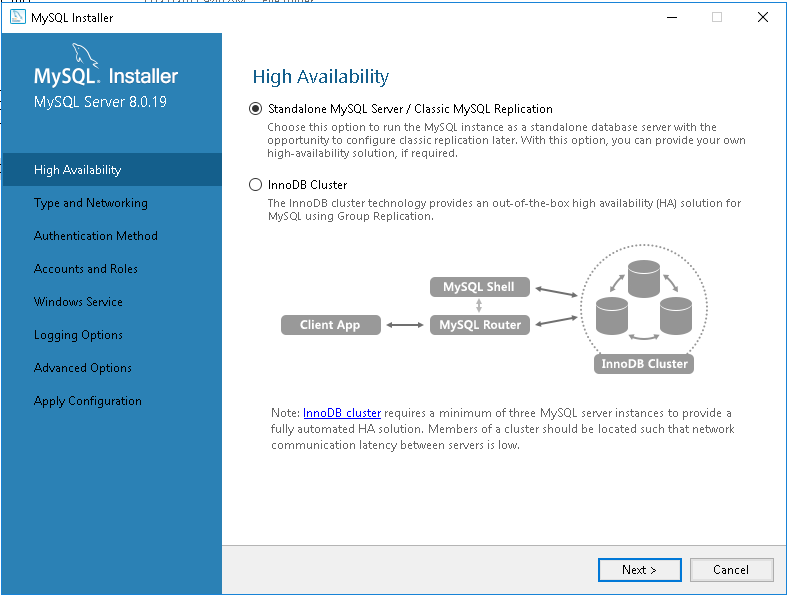 MySQL Installer
MySQL. Installer
MySQL Server 8.0.19
High Availability
Type and Networking
Authentication Method
Accounts and Roles
Windows Service
Logging Options
Advanced Options
Apply Configuration
High Availability
Standalone MySQL Server / Classic MySQL Replication
Choose this option to run the MySQL instance as a standalone database server with the
opportunity to configure classic replication later. With this option, you can provide your own
high-availability solution, if required.
InnoDB Cluster
The InnoDB cluster technology provides an out-of-the-box high availability (HA) solution for
MySQL using Group Replication.
MySQL Shell
Client App
MySQL Router
InnoDB Cluster
Note: InnoDB cluster requires a minimum of three MySQL server instances to provide a
fully automated HA solution. Members of a cluster should be located such that network
communication latency between servers is low.
Next >
Cancel